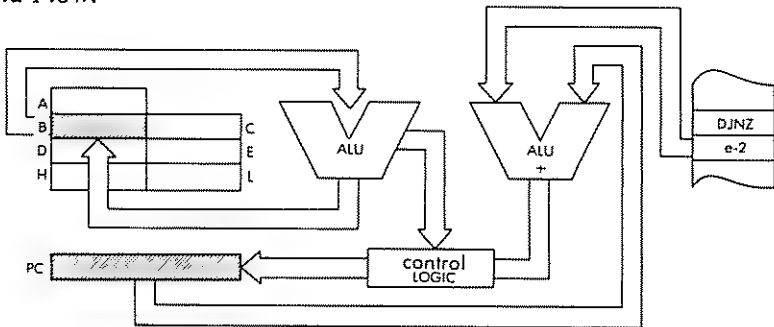 A
B C
D E
H L
ALU
ALU
+
DJNZ
e-2
PC
control
LOGIC